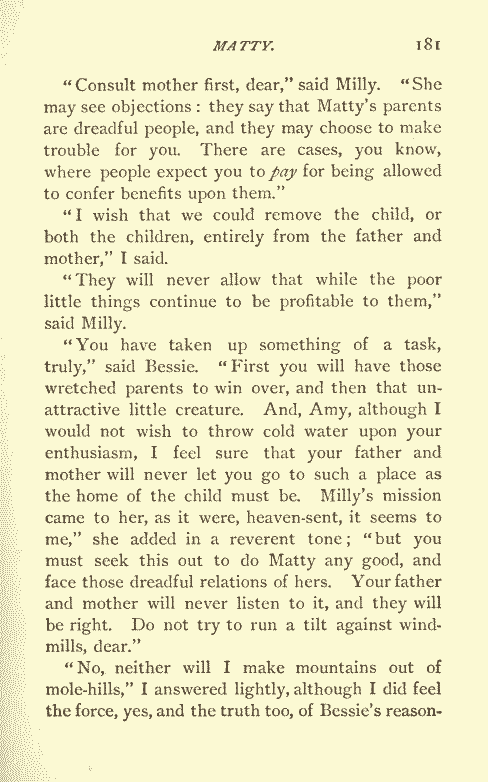 MATTY. 181
"Consult mother first, dear," said Milly. "She
may see objections: they say that Matty's parents
are dreadful people, and they may choose to make
trouble for you. There are cases, you know,
where people expect you to pay for being allowed
to confer benefits upon them."
"I wish that we could remove the child, or
both the children, entirely from the father and
mother," I said.
"They will never allow that while the poor
little things continue to be profitable to them,"
said Milly.
"You have taken up something of a task,
truly," said Bessie. "First you will have those
wretched parents to win over, and then that un-
attractive little creature. And, Amy, although I
would not wish to throw cold water upon your
enthusiasm, I feel sure that your father and
mother will never let you go to such a place as
the home of the child must be. Milly's mission
came to her, as it were, heaven-sent, it seems to
me," she added in a reverent tone; "but you
must seek this out to do Matty any good, and
face those dreadful relations of hers. Your father
and mother will never listen to it, and they will
be right. Do not try to run a tilt against wind-
mills, dear."
"No, neither will I make mountains out of
mole-hills," I answered lightly, although I did feel
the force, yes, and the truth too, of Bessie's reason-